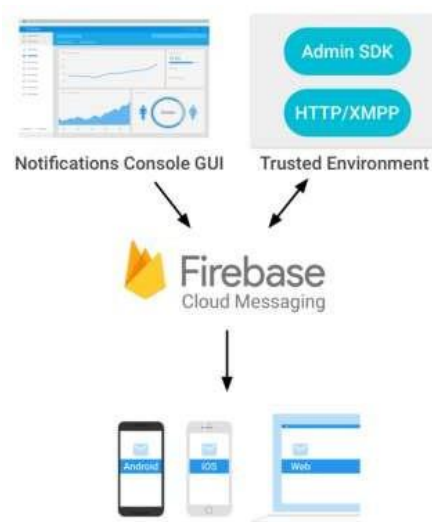 Admin SDK
HTTP/XMPP
Notifications Console GUI
Trusted Environment
Firebase
Cloud Messaging
Android
iOS
Web